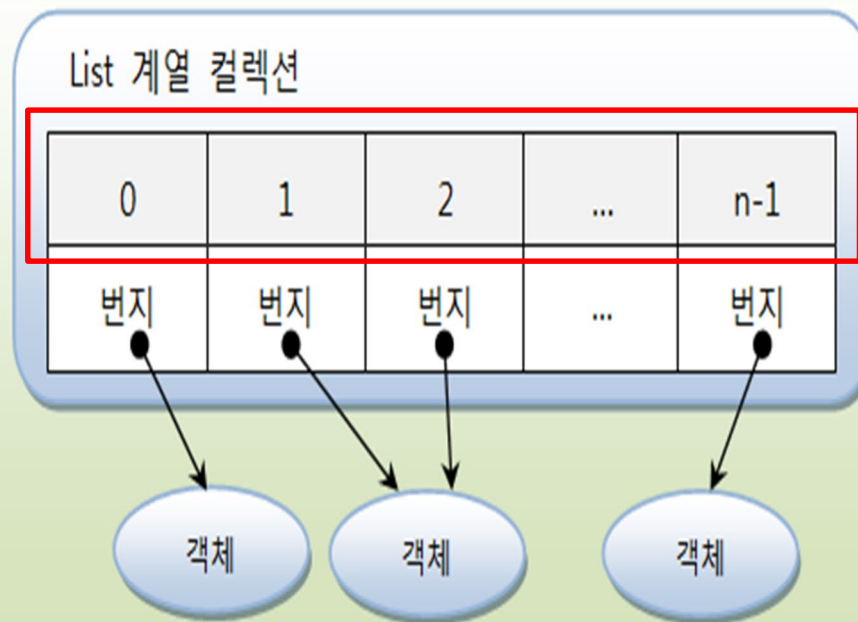 List 계열 컬렉션
0 1 2 ... n-1
번지 번지 번지 ... 번지
객체 객체 객체